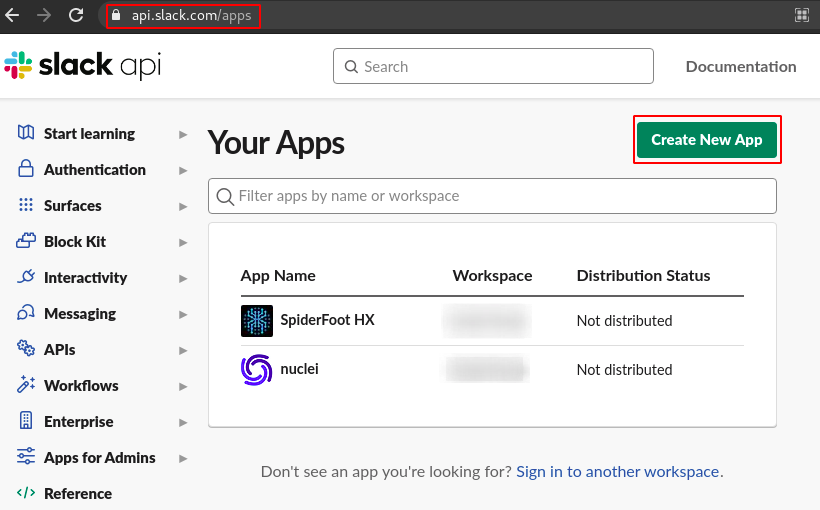 api.slack.com/apps
slack api
Search
Documentation
Start learning
Authentication
Surfaces
Block Kit
Interactivity
Messaging
APIs
Workflows
Enterprise
Apps for Admins
Reference
Your Apps
Create New App
Filter apps by name or workspace
App Name Workspace Distribution Status
SpiderFoot HX Not distributed
nuclei Not distributed
Don't see an app you're looking for? Sign in to another workspace.